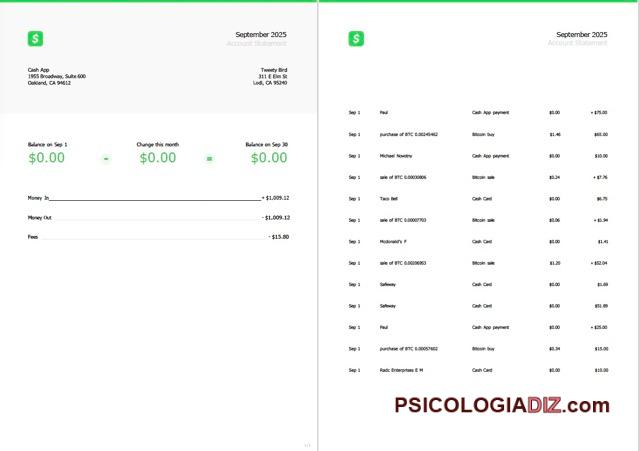 September 2025
Account Statement
Cash App
1955 Broadway, Suite 600
Oakland, CA 94612
Tweety Bird
311 E Elm St
Lodi, CA 95240
Balance on Sep 1
Change this month
Balance on Sep 30
$0.00 - $0.00 = $0.00
Money In + $1,009.12
Money Out - $1,009.12
Fees - $15.80
September 2025
Account Statement
Sep 1 Paul Cash App payment $0.00 + $75.00
Sep 1 purchase of BTC 0.00245462 Bitcoin buy $1.46 $65.00
Sep 1 Michael Nowotny Cash App payment $0.00 $10.00
Sep 1 sale of BTC 0.00030806 Bitcoin sale $0.24 + $7.76
Sep 1 Taco Bell Cash Card $0.00 $6.75
Sep 1 sale of BTC 0.00007703 Bitcoin sale $0.06 + $1.94
Sep 1 Mcdonald's F Cash Card $0.00 $1.41
Sep 1 sale of BTC 0.00206953 Bitcoin sale $1.20 + $52.04
Sep 1 Safeway Cash Card $0.00 $1.69
Sep 1 Safeway Cash Card $0.00 $51.89
Sep 1 Paul Cash App payment $0.00 + $25.00
Sep 1 purchase of BTC 0.00057602 Bitcoin buy $0.34 $15.00
Sep 1 Radc Enterprises E M Cash Card $0.00 $10.00
PSICOLOGIADIZ.com